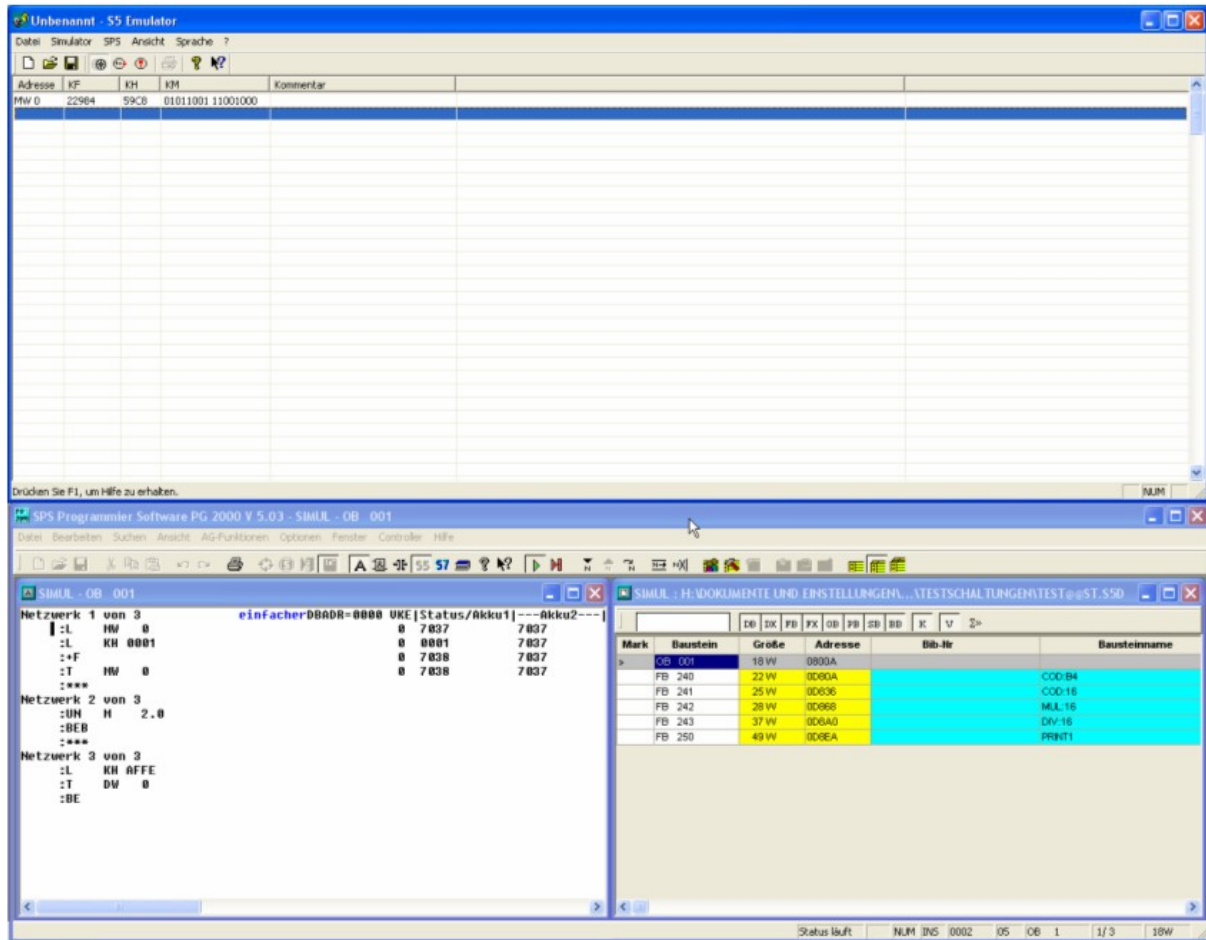 Unbenannt - S5 Emulator
Datei Simulator SPS Ansicht Sprache ?
Adresse KF KH KM Kommentar
MW 0 22984 59C8 01011001 11001000
Drücken Sie F1, um Hilfe zu erhalten.
NUM
SPS Programmier Software PG 2000 V 5.03 - SIMUL - OB 001
Datei Bearbeiten Suchen Ansicht AG-Funktionen Optionen Fenster Controller Hilfe
S5 S7
SIMUL - OB 001
Netzwerk 1 von 3 einfacherDBADR=0000 VKE|Status/Akku1|---Akku2---|
:L MW 0 0 7037 7037
:L KH 0001 0 0001 7037
:+F 0 7038 7037
:T MW 0 0 7038 7037
:***
Netzwerk 2 von 3
:UN M 2.0
:BEB
:***
Netzwerk 3 von 3
:L KH AFFE
:T DW 0
:BE
SIMUL : H:\DOKUMENTE UND EINSTELLUNGEN\...\TESTSCHALTUNGEN\TEST@@ST.S5D
DB DX FB FX OB PB SB BB K V Σ»
Mark Baustein Größe Adresse Bib-Nr Bausteinname
» OB 001 18 W 0800A
FB 240 22 W 0D80A COD:B4
FB 241 25 W 0D836 COD:16
FB 242 28 W 0D868 MUL:16
FB 243 37 W 0D8A0 DIV:16
FB 250 49 W 0D8EA PRINT1
Status läuft NUM INS 0002 05 OB 1 1/3 18W